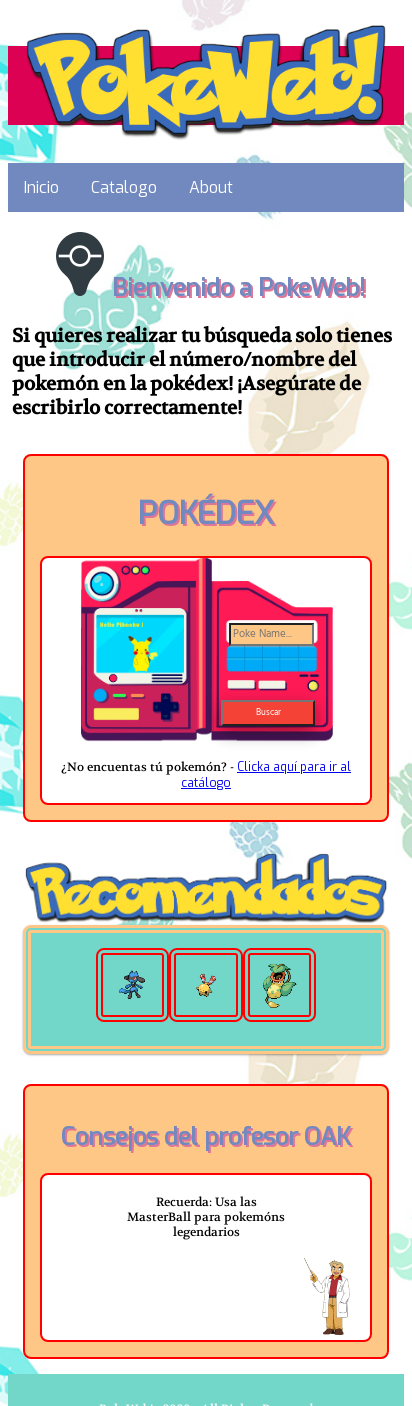 PokeWeb!
Inicio Catalogo About
Bienvenido a PokeWeb!
Si quieres realizar tu búsqueda solo tienes
que introducir el número/nombre del
pokemón en la pokédex! ¡Asegúrate de
escribirlo correctamente!
POKÉDEX
Hello Pikachu !
Poke Name...
Buscar
¿No encuentas tú pokemón? - Clicka aquí para ir al
catálogo
Recomendados
Consejos del profesor OAK
Recuerda: Usa las
MasterBall para pokemóns
legendarios